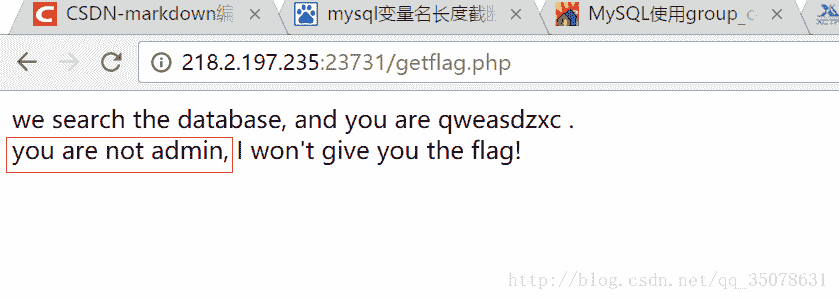 CSDN-markdown编
mysql变量名长度截断
MySQL使用group_c
XCTF
218.2.197.235:23731/getflag.php
we search the database, and you are qweasdzxc .
you are not admin, I won't give you the flag!
http://blog.csdn.net/qq_35078631